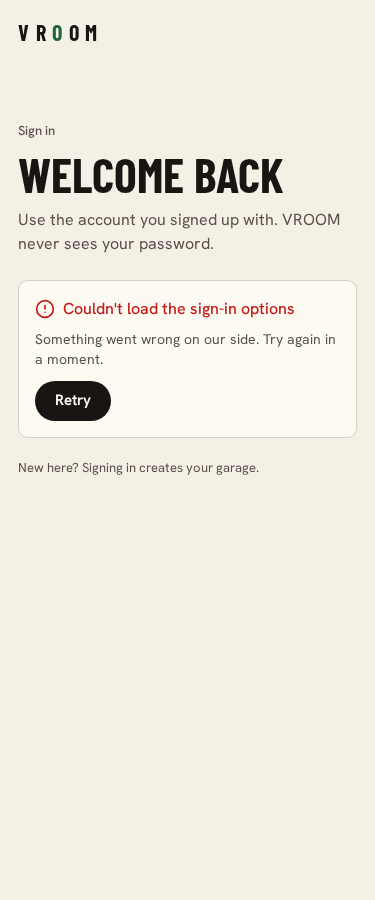 VROOM
Sign in
WELCOME BACK
Use the account you signed up with. VROOM
never sees your password.
Couldn't load the sign-in options
Something went wrong on our side. Try again in
a moment.
Retry
New here? Signing in creates your garage.